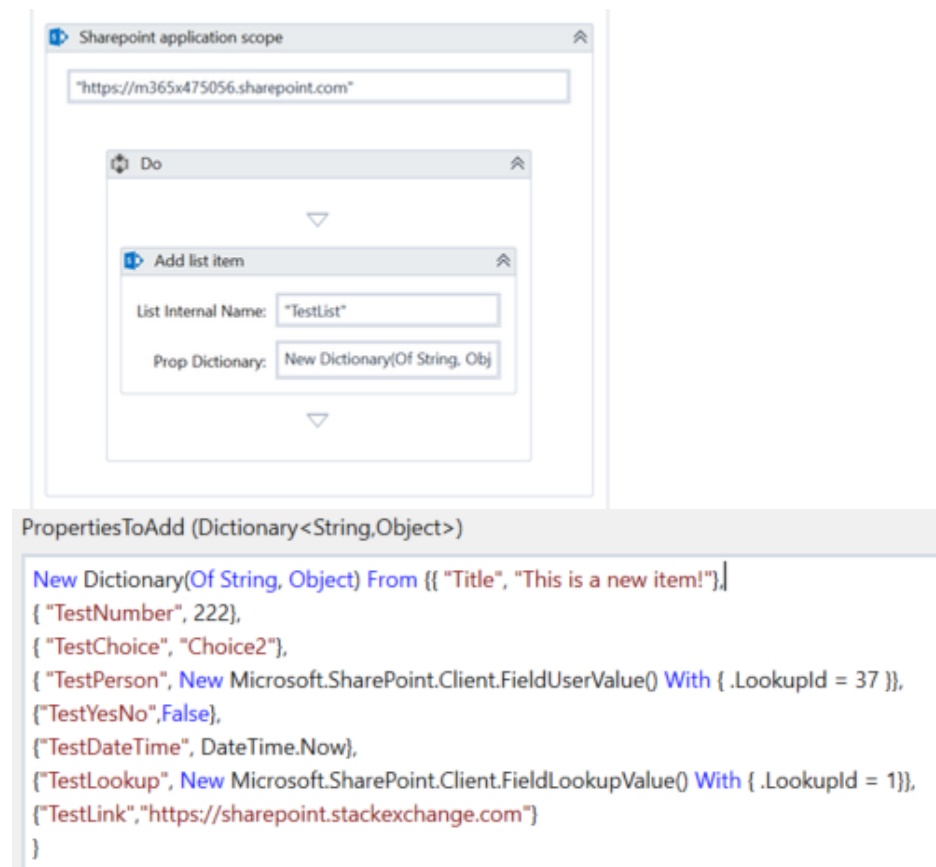 Sharepoint application scope
"https://m365x475056.sharepoint.com"
Do
Add list item
List Internal Name: "TestList"
Prop Dictionary: New Dictionary(Of String, Obj
PropertiesToAdd (Dictionary<String,Object>)
New Dictionary(Of String, Object) From {{ "Title", "This is a new item!"},
{ "TestNumber", 222},
{ "TestChoice", "Choice2"},
{ "TestPerson", New Microsoft.SharePoint.Client.FieldUserValue() With { .LookupId = 37 }},
{"TestYesNo",False},
{"TestDateTime", DateTime.Now},
{"TestLookup", New Microsoft.SharePoint.Client.FieldLookupValue() With { .LookupId = 1}},
{"TestLink","https://sharepoint.stackexchange.com"}
}